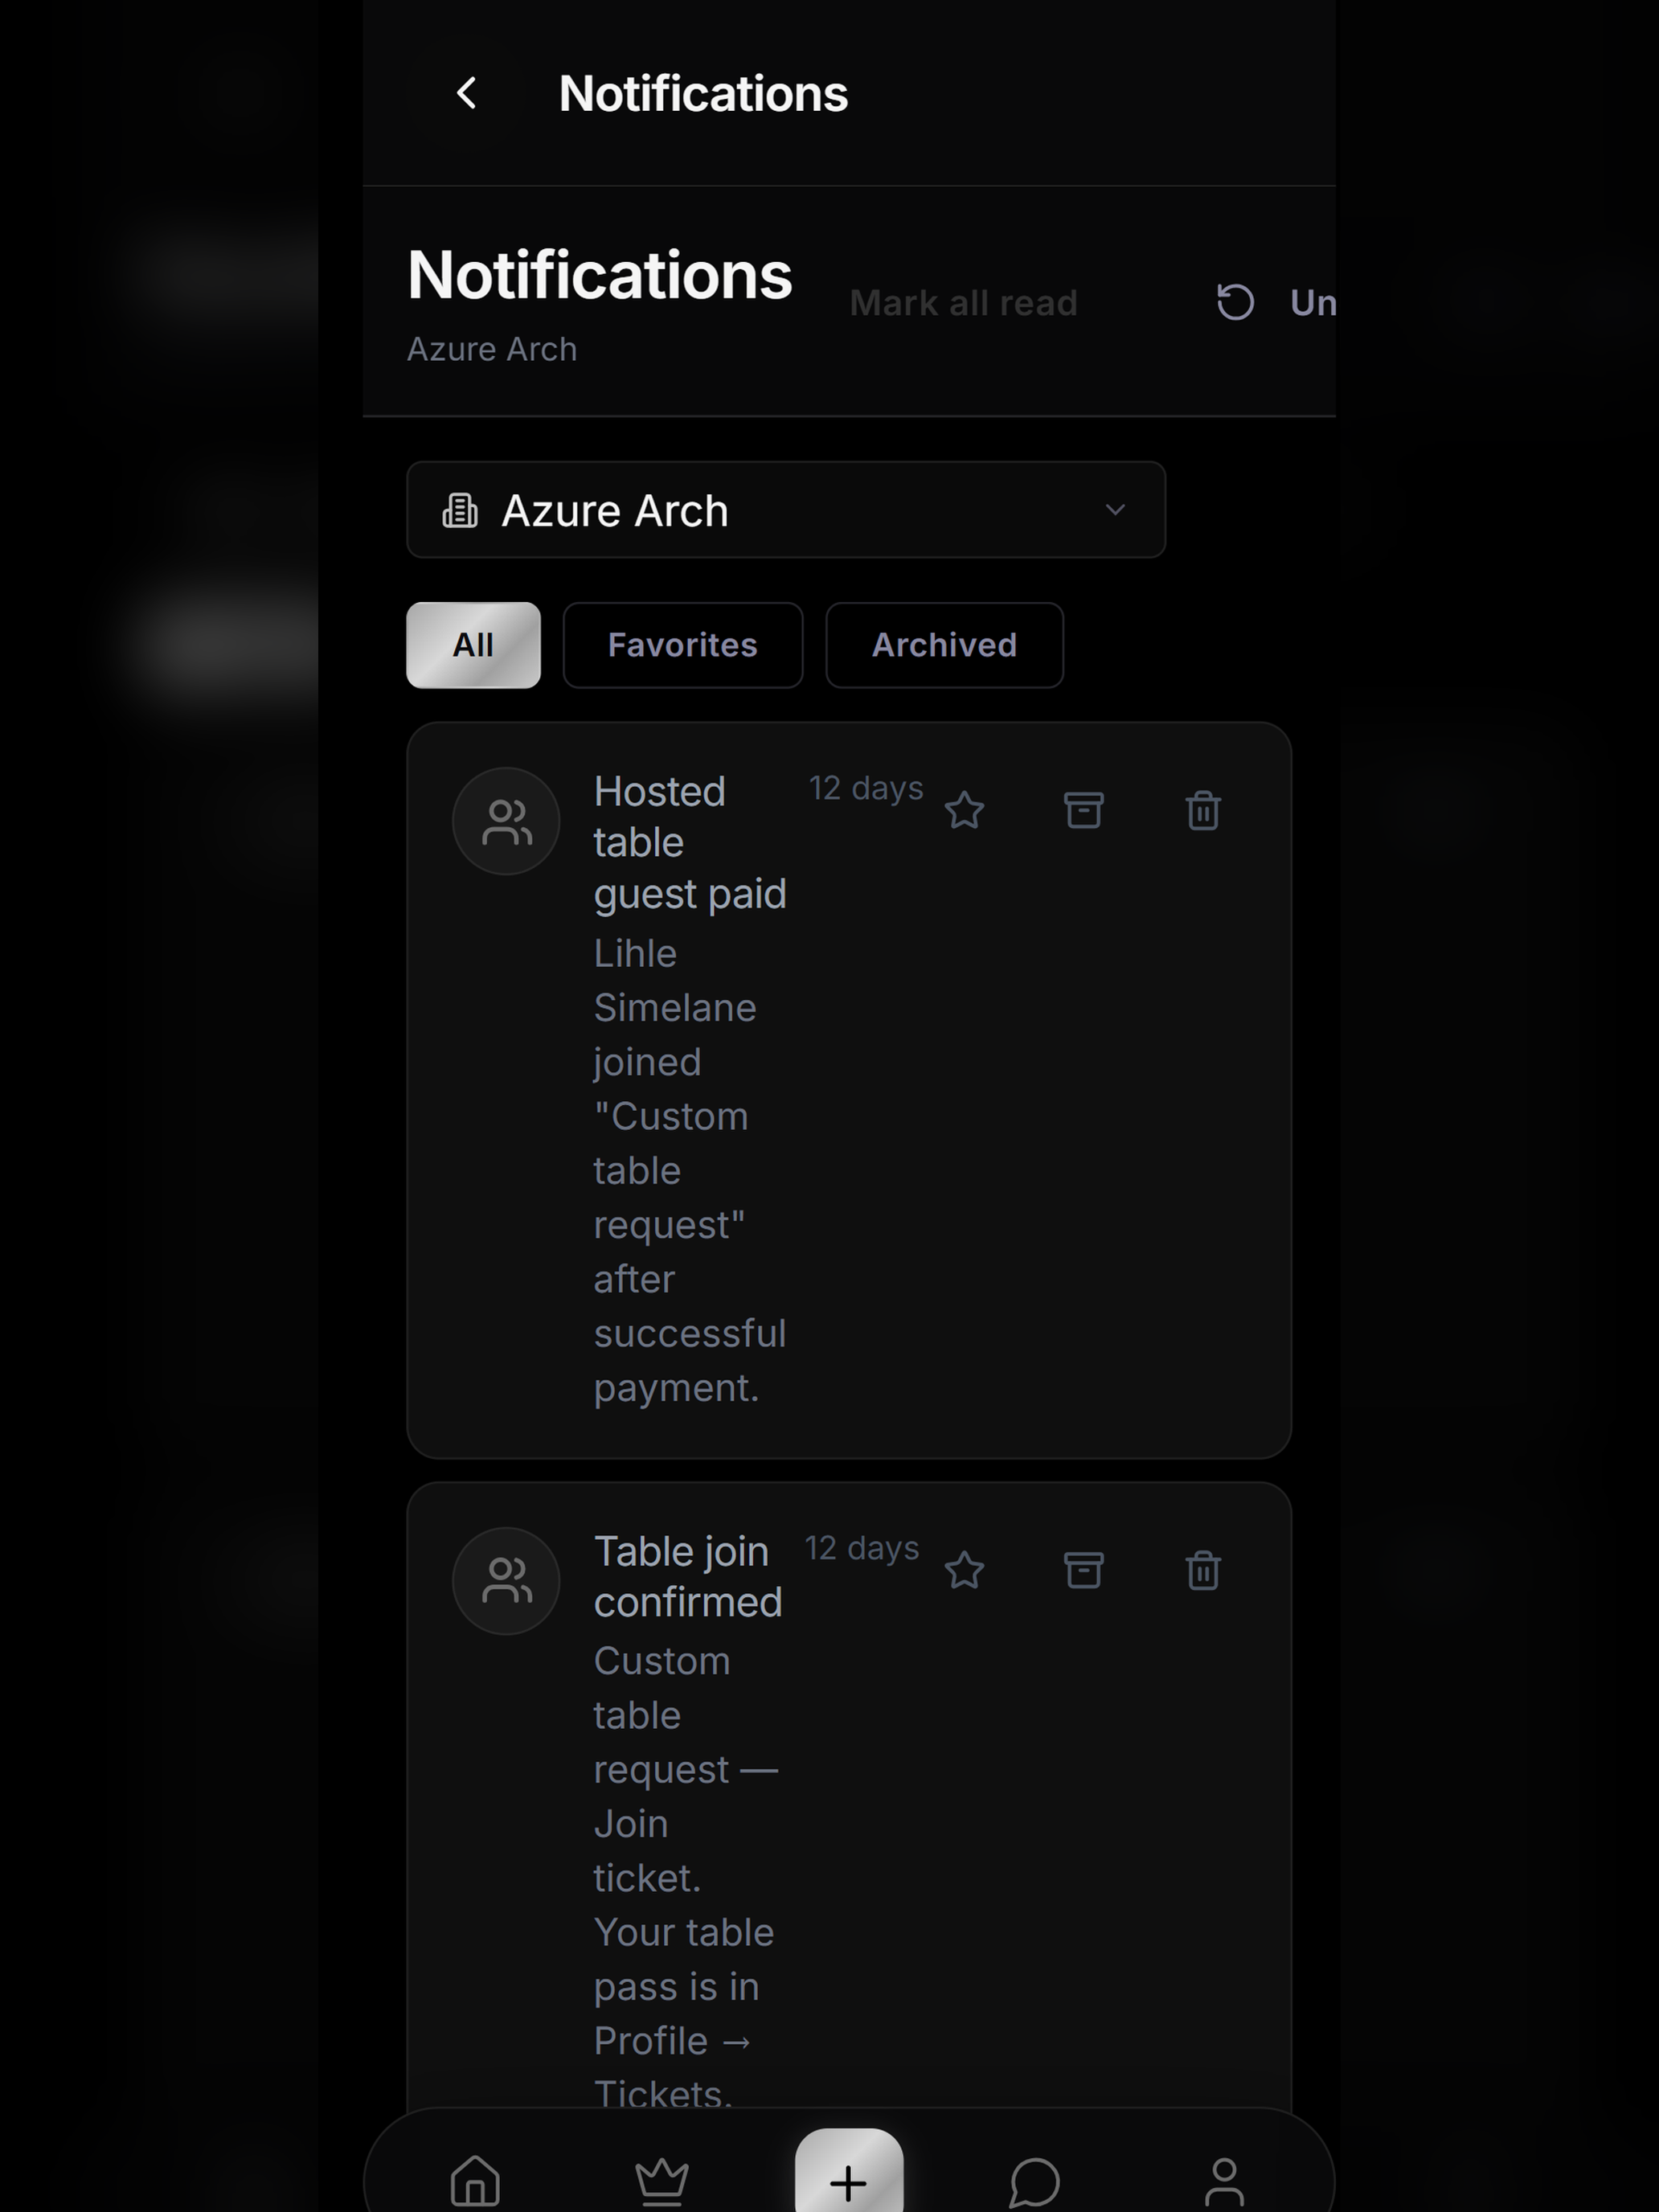 Notifications
Notifications
Mark all read
Un
Azure Arch
Azure Arch
All
Favorites
Archived
Hosted
table
guest paid
12 days
Lihle
Simelane
joined
"Custom
table
request"
after
successful
payment.
Table join
confirmed
12 days
Custom
table
request —
Join
ticket.
Your table
pass is in
Profile →
Tickets.